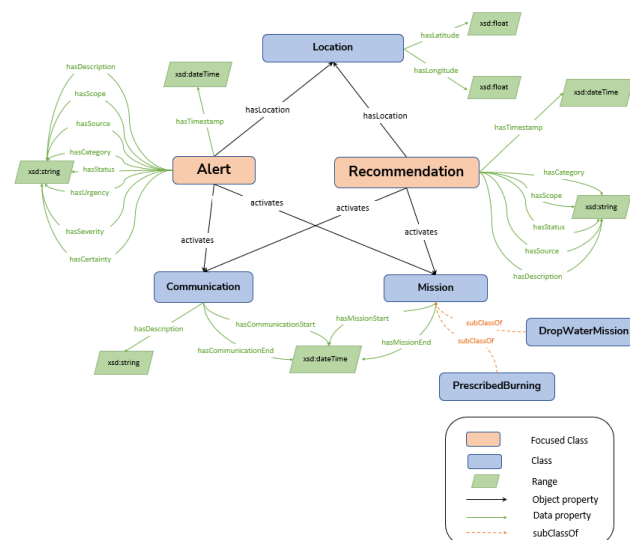 xsd:float
hasLatitude
Location
hasDescription
xsd:dateTime
hasLongitude
xsd:float
xsd:dateTime
hasScope
hasLocation
hasLocation
hasSource
hasTimestamp
hasTimestamp
hasCategory
Alert
Recommendation
hasCategory
xsd:string
hasStatus
hasUrgency
hasScope
xsd:string
activates
activates
hasStatus
hasSeverity
activates
activates
hasSource
hasCertainty
hasDescription
Communication
Mission
hasDescription
hasCommunicationStart
hasMissionStart
subClassOf
DropWaterMission
hasCommunicationEnd
hasMissionEnd
subClassOf
xsd:string
xsd:dateTime
PrescribedBurning
Focused Class
Class
Range
Object property
Data property
subClassOf